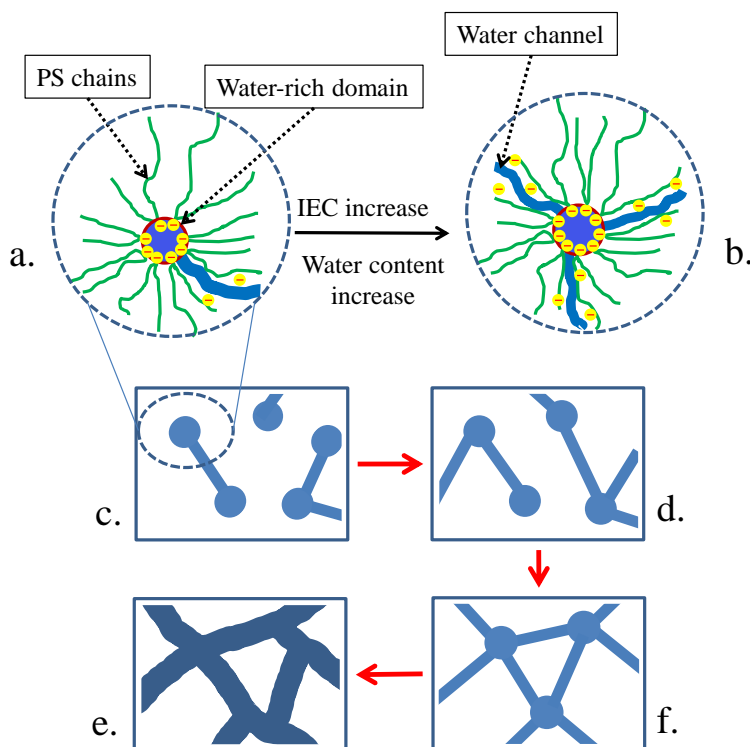 Water channel
PS chains
Water-rich domain
IEC increase
Water content
increase
a.
b.
c.
d.
e.
f.